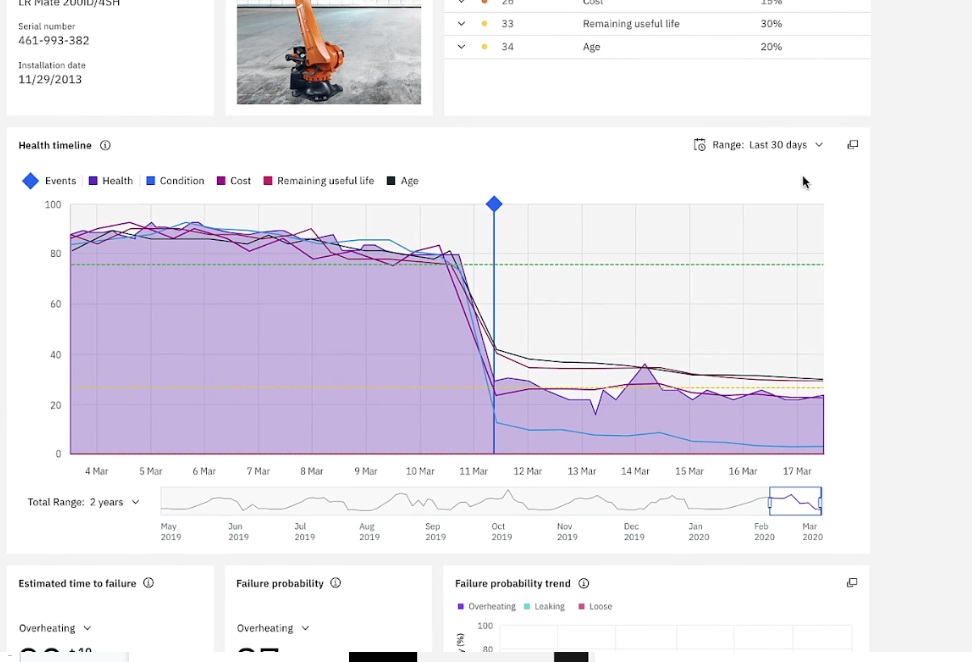 LR Mate 200iD/4SH
Serial number
461-993-382
Installation date
11/29/2013
26 Cost 15%
33 Remaining useful life 30%
34 Age 20%
Health timeline
Range: Last 30 days
Events Health Condition Cost Remaining useful life Age
100
80
60
40
20
0
4 Mar 5 Mar 6 Mar 7 Mar 8 Mar 9 Mar 10 Mar 11 Mar 12 Mar 13 Mar 14 Mar 15 Mar 16 Mar 17 Mar
Total Range: 2 years
May Jun Jul Aug Sep Oct Nov Dec Jan Feb Mar
2019 2019 2019 2019 2019 2019 2019 2019 2020 2020 2020
Estimated time to failure
Overheating
Failure probability
Overheating
Failure probability trend
Overheating Leaking Loose
100
80
(%)